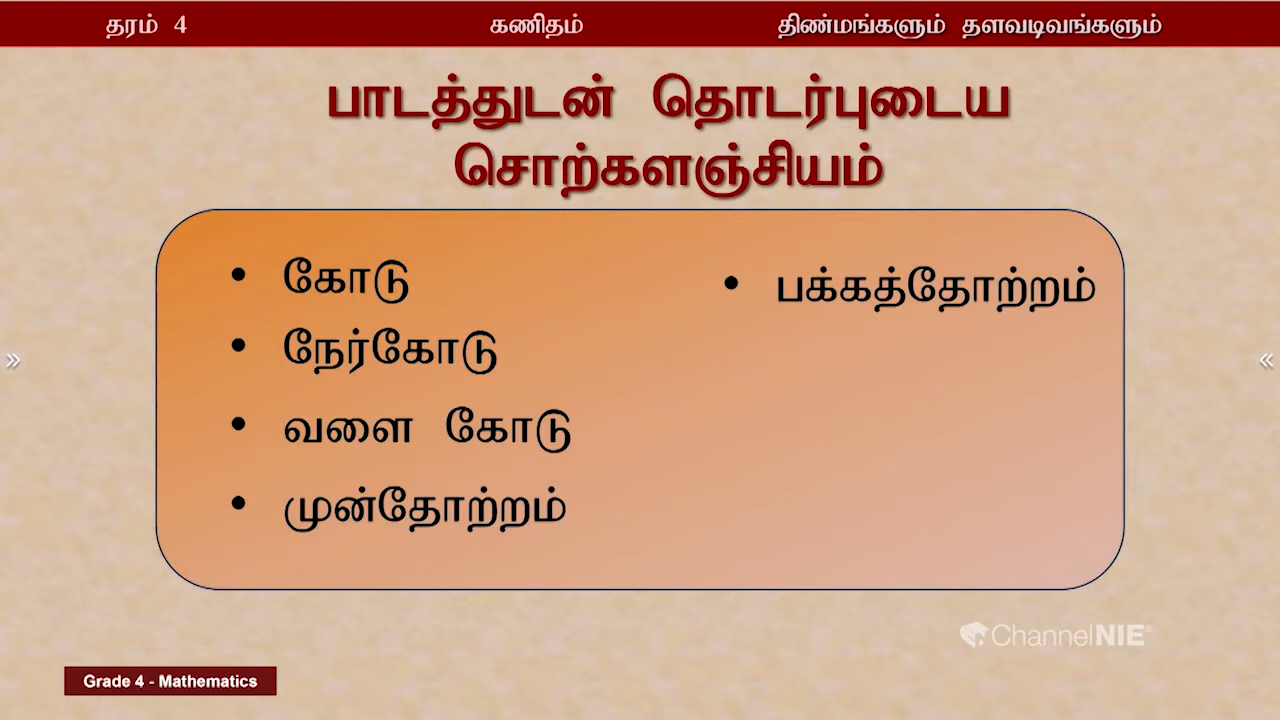 தரம் 4 கணிதம் திண்மங்களும் தளவடிவங்களும்
பாடத்துடன் தொடர்புடைய
சொற்களஞ்சியம்
• கோடு
• நேர்கோடு
• வளை கோடு
• முன்தோற்றம்
• பக்கத்தோற்றம்
ChannelNIE
Grade 4 - Mathematics